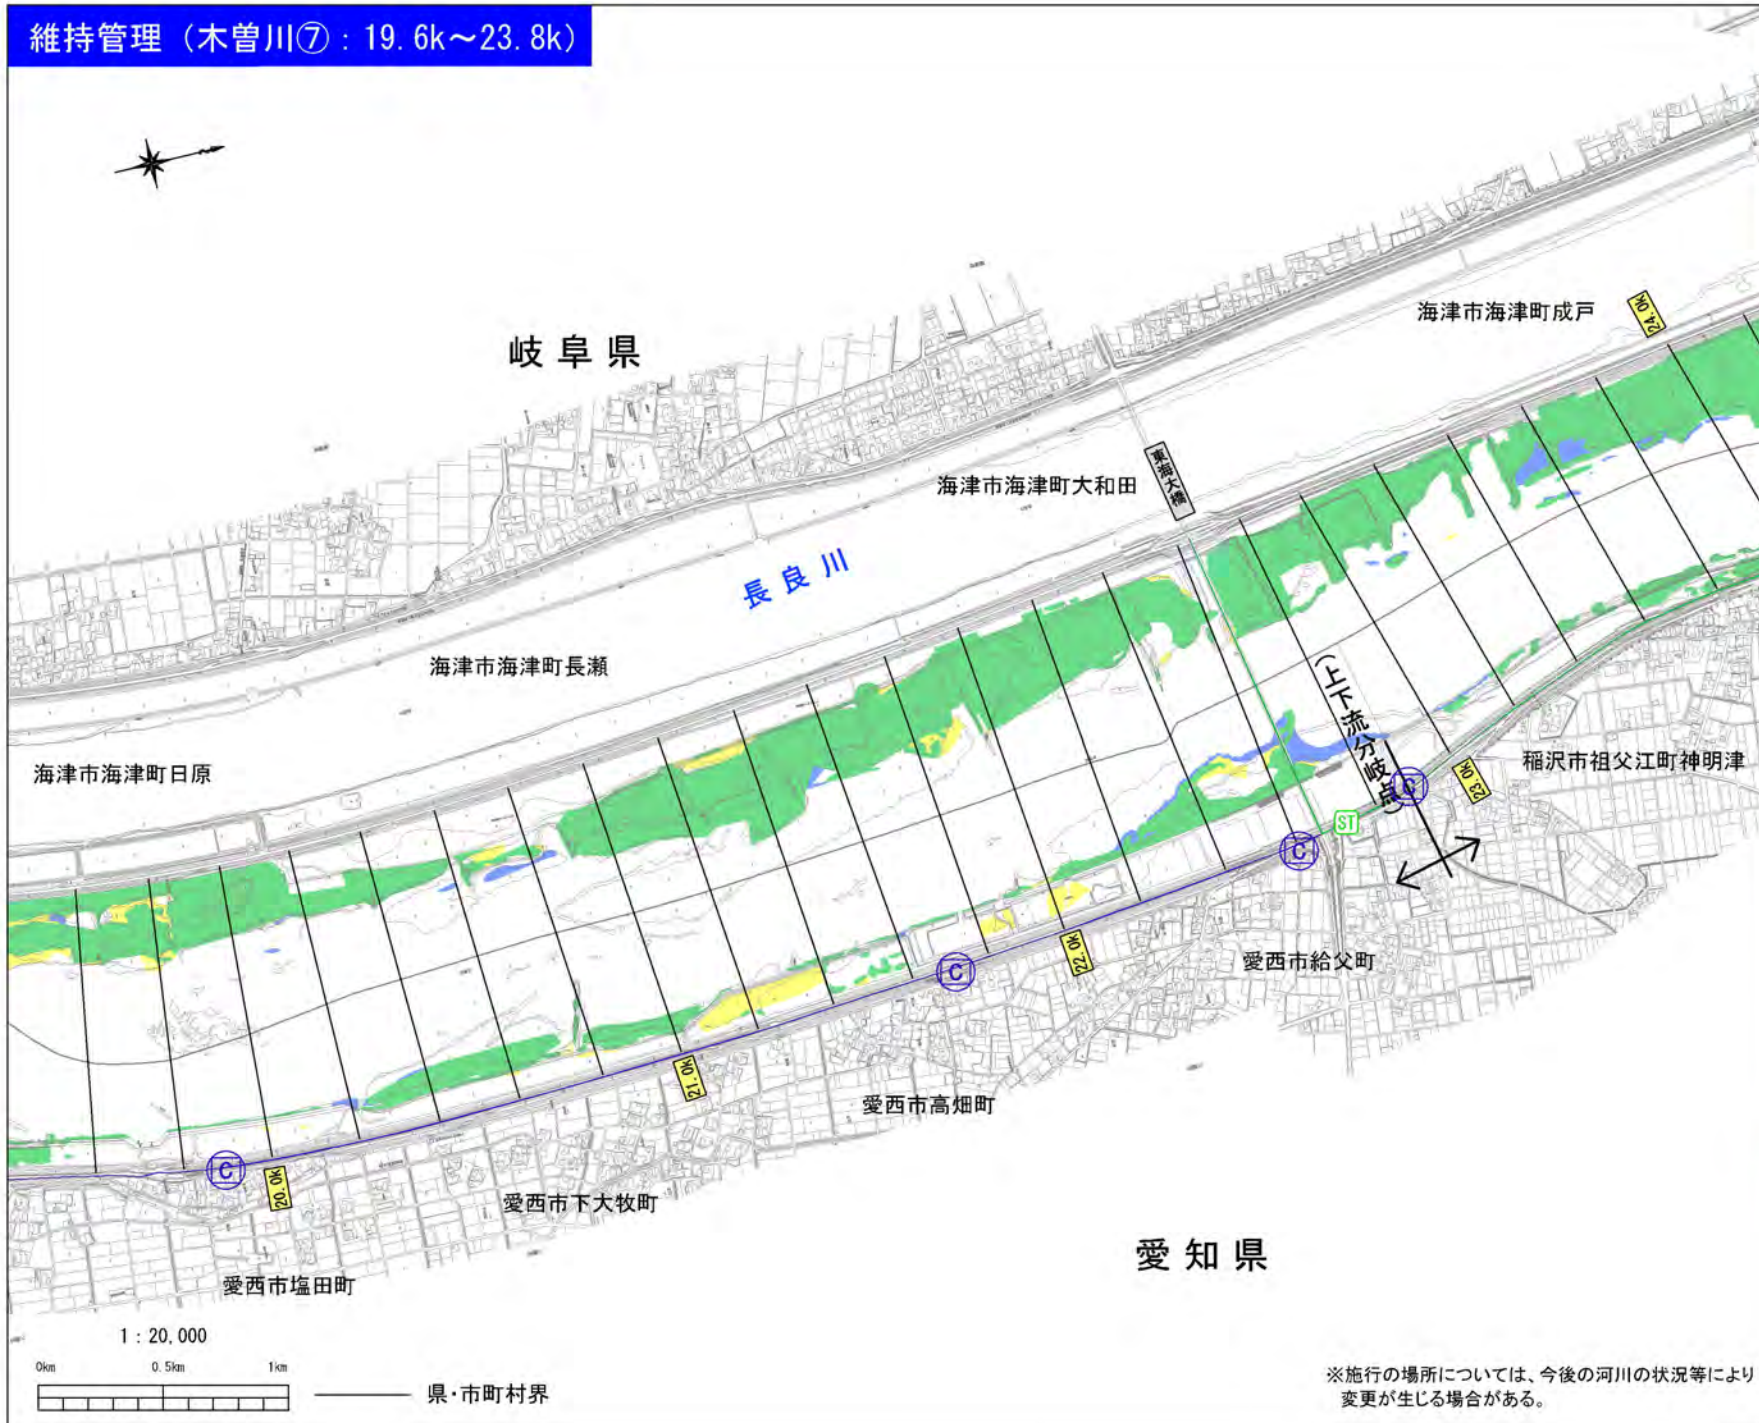 維持管理（木曽川⑦：19.6k～23.8k）
岐阜県
海津市海津町成戸
24.0k
東海大橋
海津市海津町大和田
長良川
海津市海津町長瀬
（上下流分岐点）
海津市海津町日原
稲沢市祖父江町神明津
23.0k
C
ST
C
愛西市給父町
22.0k
C
21.0k
愛西市高畑町
C
20.0k
愛西市下大牧町
愛知県
愛西市塩田町
1：20,000
0km 0.5km 1km
県・市町村界
※施行の場所については、今後の河川の状況等により
変更が生じる場合がある。